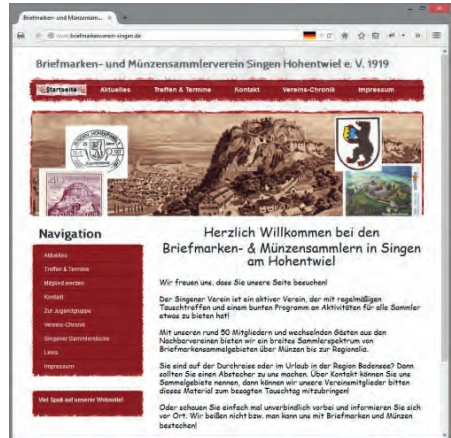 Briefmarken- und Münzensam...
www.briefmarkenverein-singen.de
Briefmarken- und Münzensammlerverein Singen Hohentwiel e. V. 1919
Startseite Aktuelles Treffen & Termine Kontakt Vereins-Chronik Impressum
Navigation
Aktuelles
Treffen & Termine
Mitglied werden
Kontakt
Zur Jugendgruppe
Vereins-Chronik
Singener Sammlerstücke
Links
Impressum
Viel Spaß auf unserer Webseite!
Herzlich Willkommen bei den
Briefmarken- & Münzensammlern in Singen
am Hohentwiel
Wir freuen uns, dass Sie unsere Seite besuchen!
Der Singener Verein ist ein aktiver Verein, der mit regelmäßigen
Tauschtreffen und einem bunten Programm an Aktivitäten für alle Sammler
etwas zu bieten hat!
Mit unseren rund 50 Mitgliedern und wechselnden Gästen aus den
Nachbarvereinen bieten wir ein breites Sammlerspektrum von
Briefmarkensammelgebieten über Münzen bis zur Regionalia.
Sie sind auf der Durchreise oder im Urlaub in der Region Bodensee? Dann
sollten Sie einen Abstecher zu uns machen. Über Kontakt können Sie uns
Sammelgebiete nennen, dann können wir unsere Vereinsmitglieder bitten
dieses Material zum besagten Tauschtag mitzubringen!
Oder schauen Sie einfach mal unverbindlich vorbei und informieren Sie sich
vor Ort. Wir beißen nicht bzw. man kann uns mit Briefmarken und Münzen
bestechen!